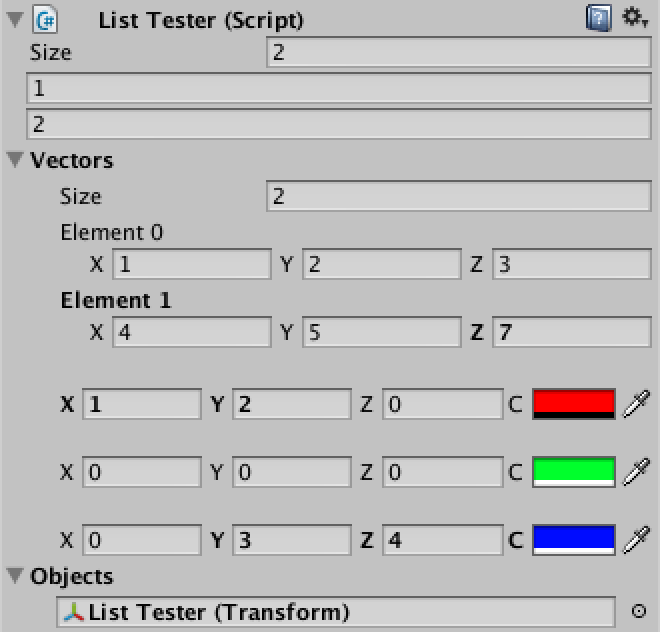 List Tester (Script)
Size 2
1
2
Vectors
Size 2
Element 0
X 1 Y 2 Z 3
Element 1
X 4 Y 5 Z 7
X 1 Y 2 Z 0 C
X 0 Y 0 Z 0 C
X 0 Y 3 Z 4 C
Objects
List Tester (Transform)